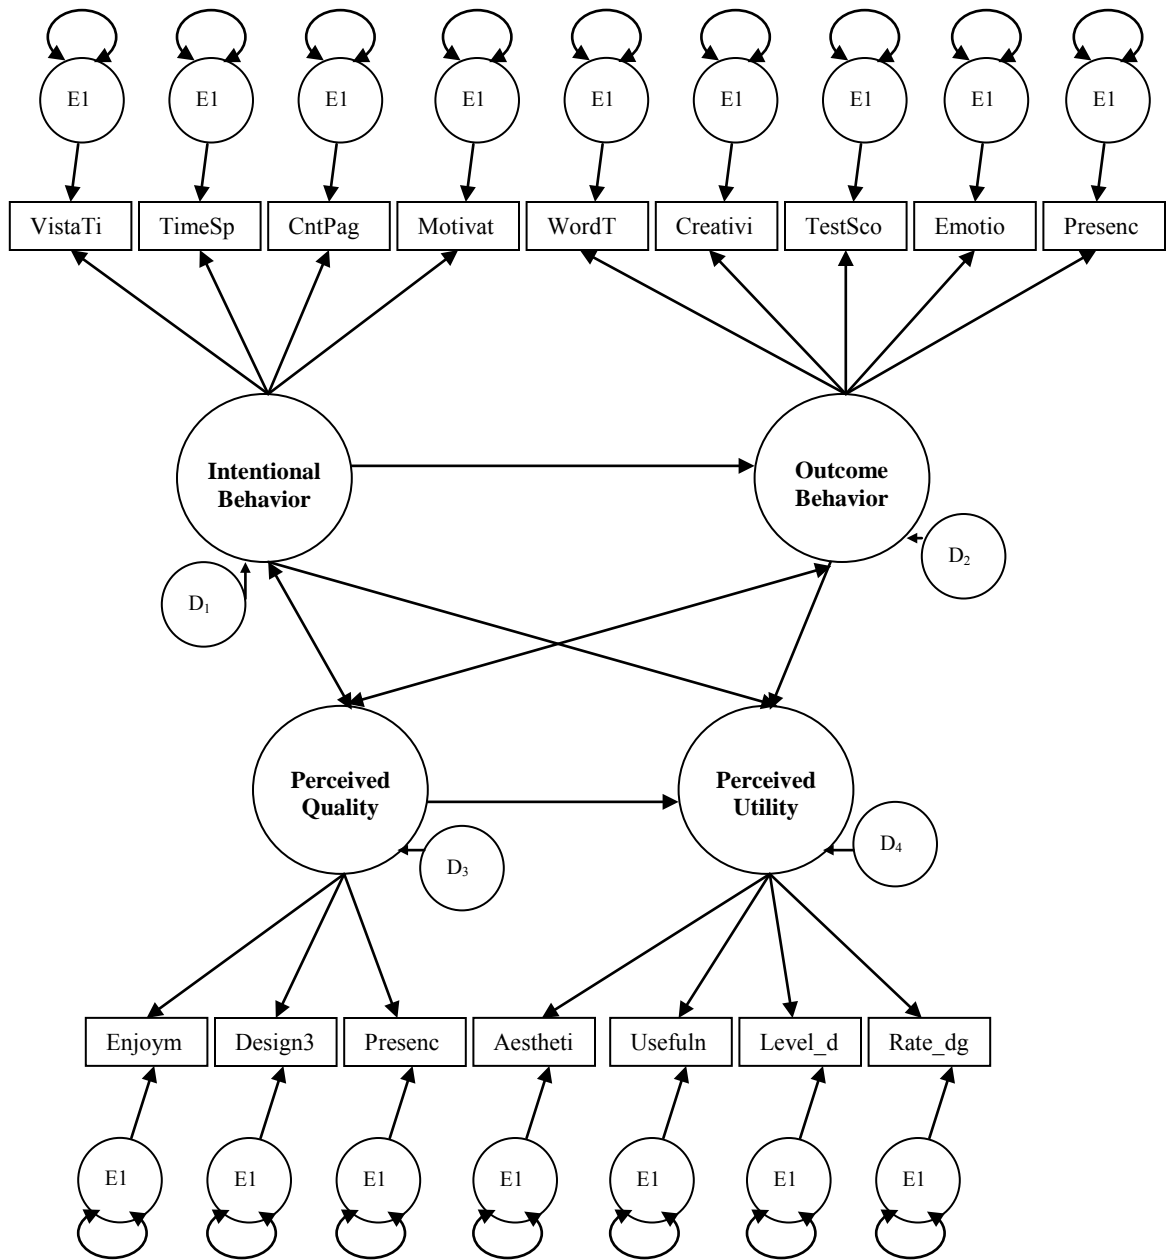 E1 E1 E1 E1 E1 E1 E1 E1 E1
VistaTi TimeSp CntPag Motivat WordT Creativi TestSco Emotio Presenc
Intentional
Behavior
Outcome
Behavior
D2
D1
Perceived
Quality
Perceived
Utility
D4
D3
Enjoym Design3 Presenc Aestheti Usefuln Level_d Rate_dg
E1 E1 E1 E1 E1 E1 E1